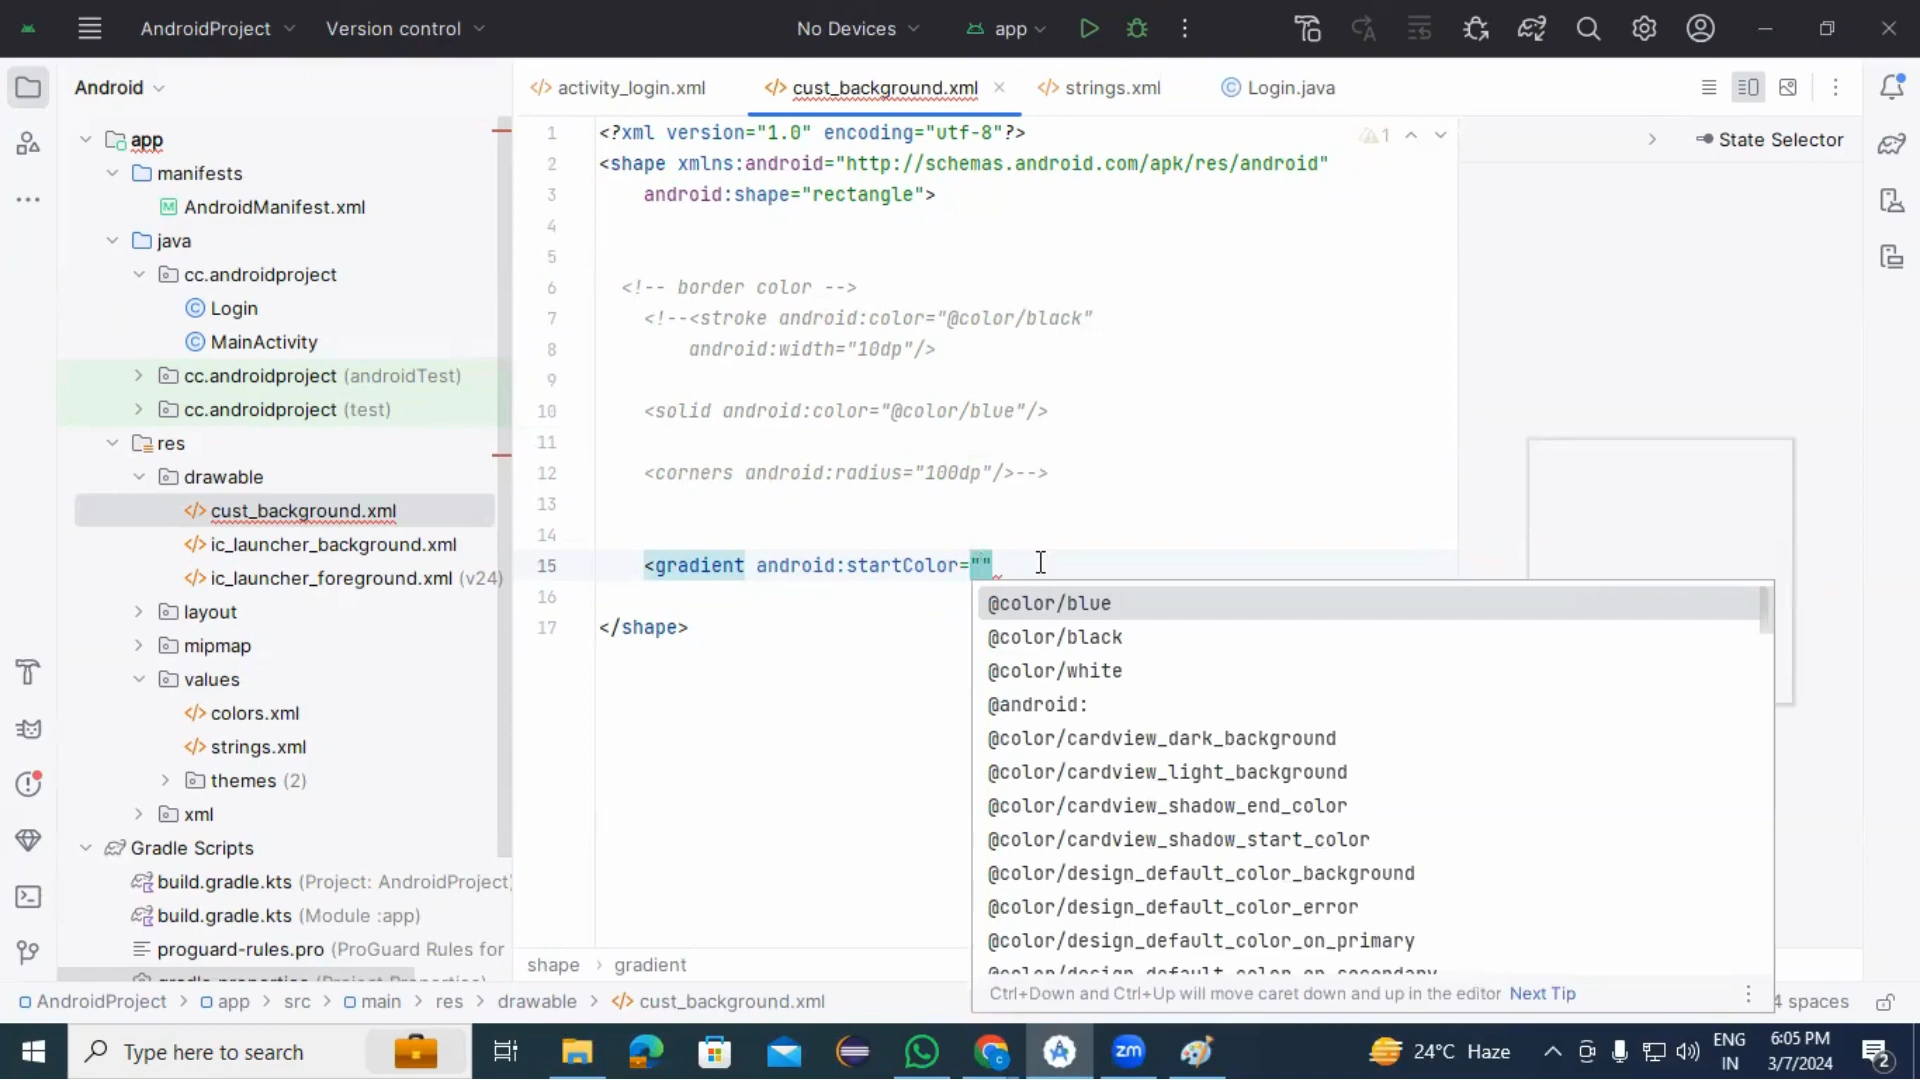 AndroidProject
Version control
No Devices
app
Android
app
manifests
AndroidManifest.xml
java
cc.androidproject
Login
MainActivity
cc.androidproject (androidTest)
cc.androidproject (test)
res
drawable
cust_background.xml
ic_launcher_background.xml
ic_launcher_foreground.xml (v24)
layout
mipmap
values
colors.xml
strings.xml
themes (2)
xml
Gradle Scripts
build.gradle.kts (Project: AndroidProject)
build.gradle.kts (Module :app)
proguard-rules.pro (ProGuard Rules for
activity_login.xml
cust_background.xml
strings.xml
Login.java
1 <?xml version="1.0" encoding="utf-8"?>
2 <shape xmlns:android="http://schemas.android.com/apk/res/android"
3 android:shape="rectangle">
4
5
6 <!-- border color -->
7 <!--<stroke android:color="@color/black"
8 android:width="10dp"/>
9
10 <solid android:color="@color/blue"/>
11
12 <corners android:radius="100dp"/>-->
13
14
15 <gradient android:startColor=""
16
17 </shape>
1
State Selector
@color/blue
@color/black
@color/white
@android:
@color/cardview_dark_background
@color/cardview_light_background
@color/cardview_shadow_end_color
@color/cardview_shadow_start_color
@color/design_default_color_background
@color/design_default_color_error
@color/design_default_color_on_primary
Ctrl+Down and Ctrl+Up will move caret down and up in the editor Next Tip
shape > gradient
AndroidProject > app > src > main > res > drawable > cust_background.xml
4 spaces
Type here to search
zm
24°C Haze
ENG
IN
6:05 PM
3/7/2024
2